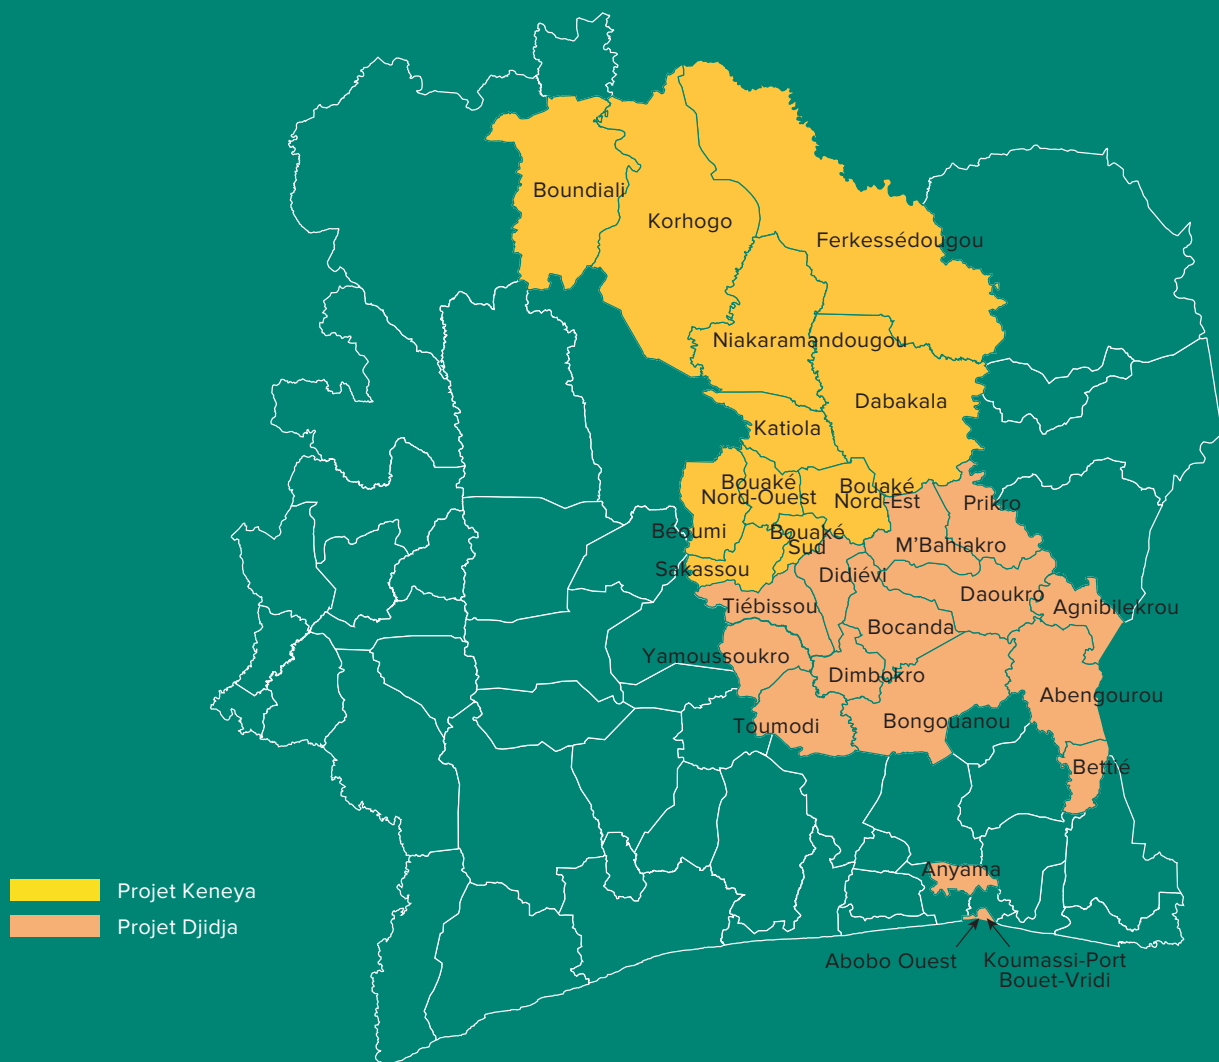 Boundiali
Korhogo
Ferkessédougou
Niakaramandougou
Dabakala
Katiola
Bouaké
Nord-Ouest
Bouaké
Nord-Est
Prikro
Béoumi
Bouaké
Sud
M'Bahiakro
Sakassou
Didiévi
Daoukro
Tiébissou
Agnibilekrou
Bocanda
Yamoussoukro
Dimbokro
Abengourou
Toumodi
Bongouanou
Bettié
Anyama
Projet Keneya
Projet Djidja
Abobo Ouest
Koumassi-Port
Bouet-Vridi